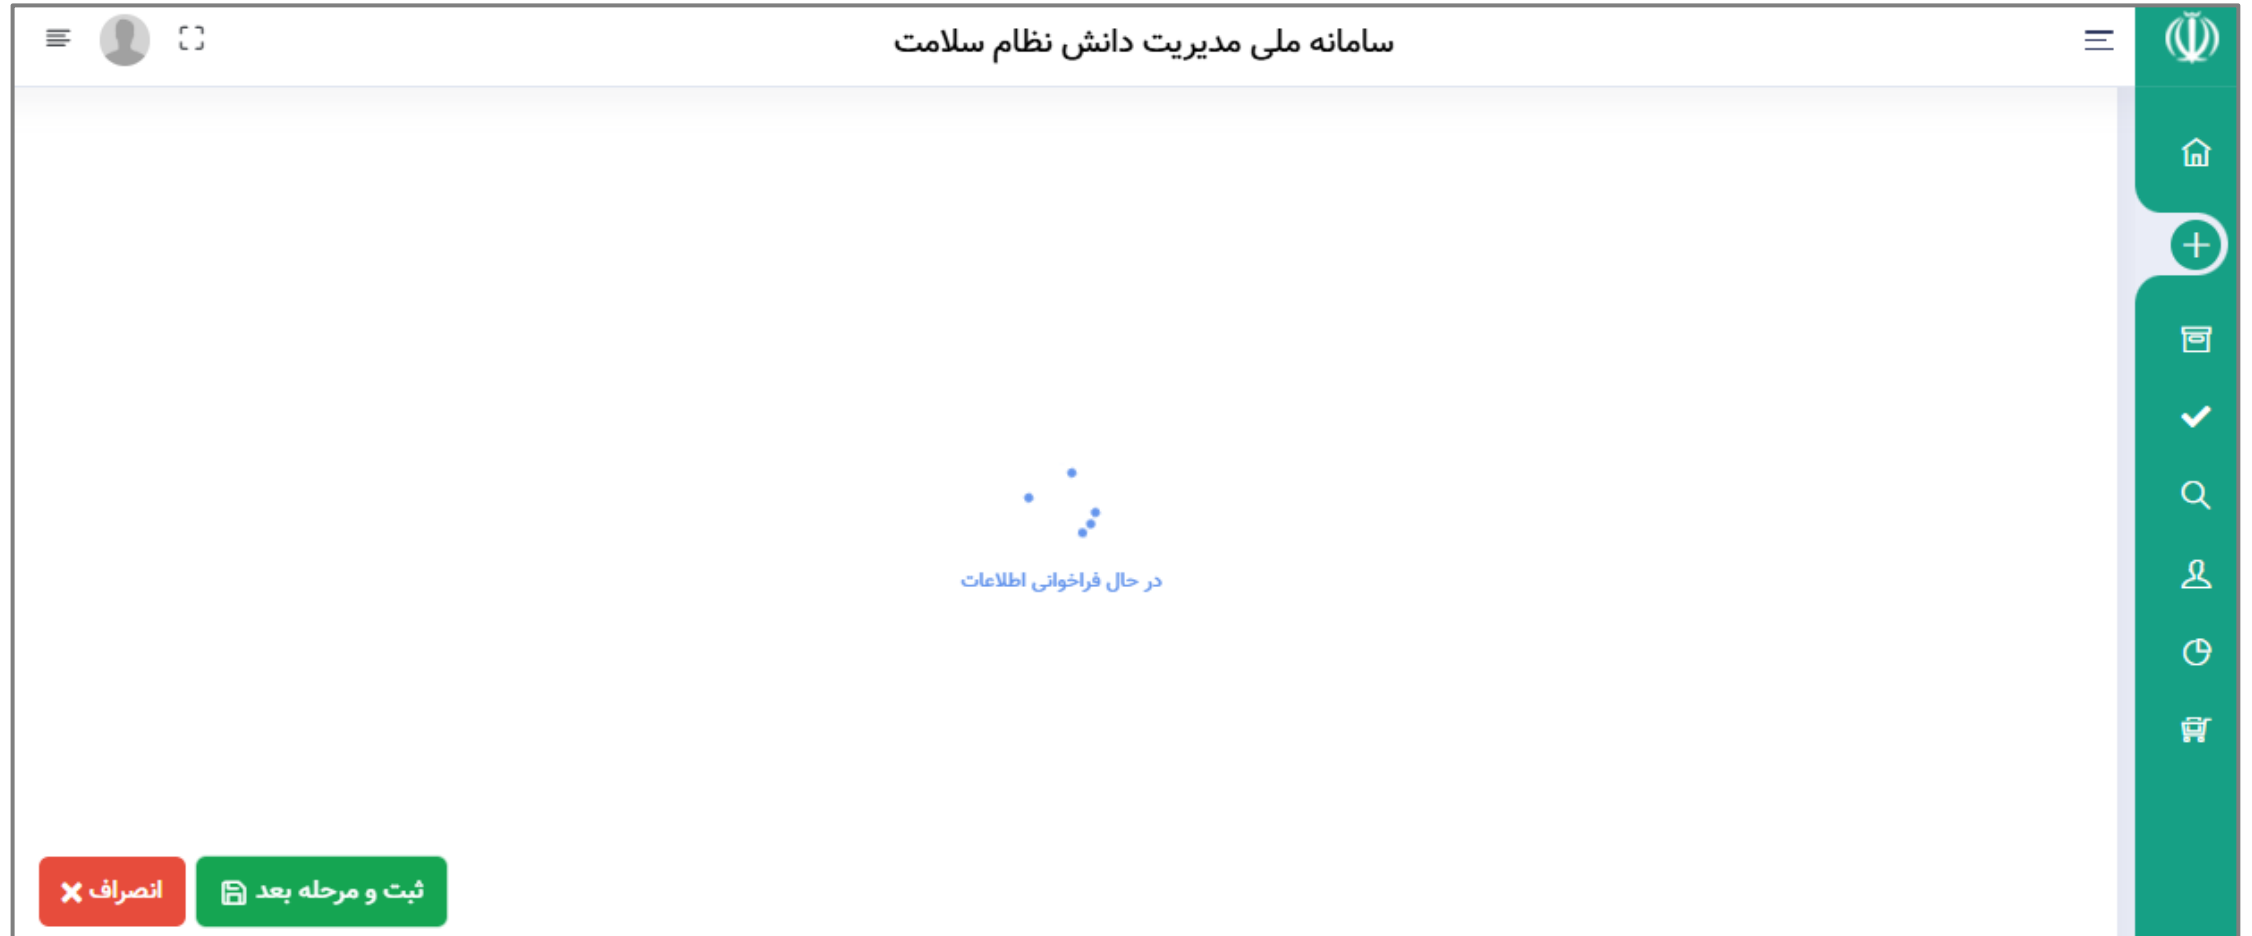 سامانه ملی مدیریت دانش نظام سلامت
در حال فراخوانی اطلاعات
ثبت و مرحله بعد
انصراف